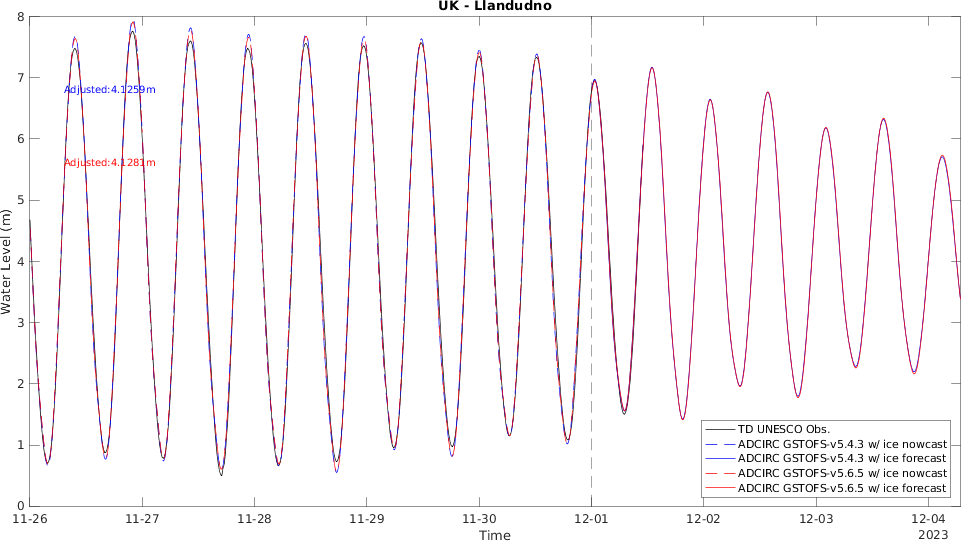 UK - Llandudno
8
7
6
5
4
3
2
1
0
Water Level (m)
Adjusted:4.1259m
Adjusted:4.1281m
TD UNESCO Obs.
ADCIRC GSTOFS-v5.4.3 w/ ice nowcast
ADCIRC GSTOFS-v5.4.3 w/ ice forecast
ADCIRC GSTOFS-v5.6.5 w/ ice nowcast
ADCIRC GSTOFS-v5.6.5 w/ ice forecast
11-26 11-27 11-28 11-29 11-30 12-01 12-02 12-03 12-04
Time
2023